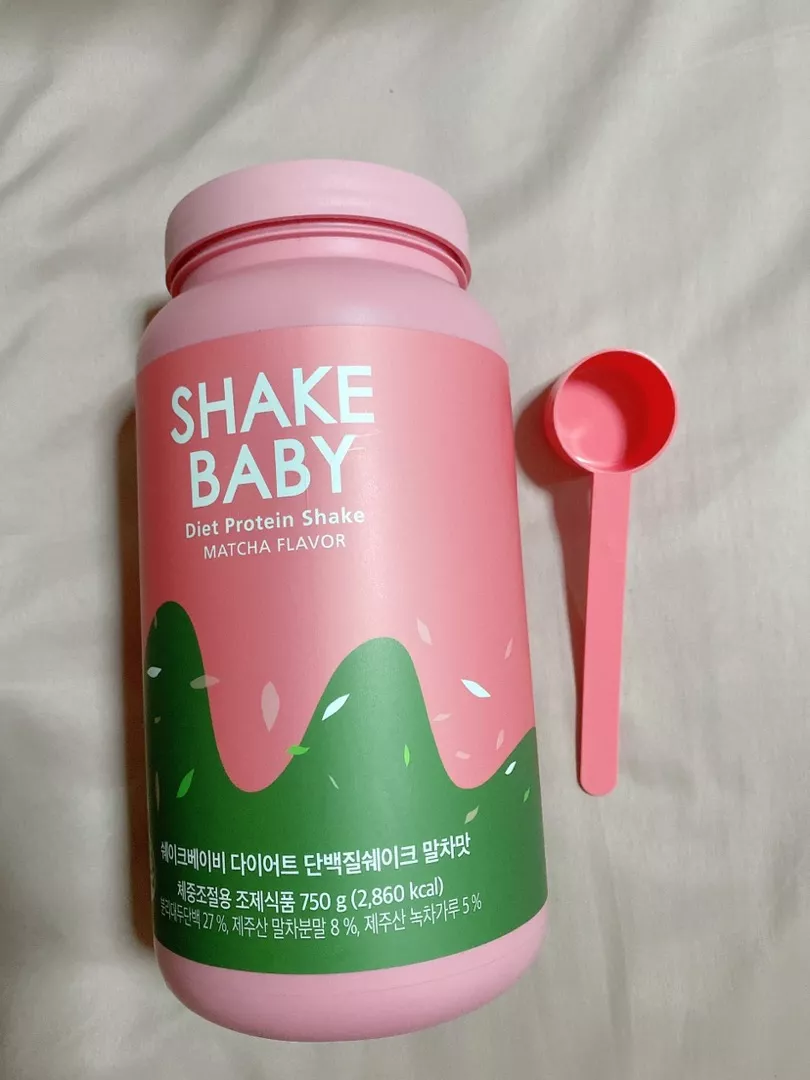 SHAKE
BABY
Diet Protein Shake
MATCHA FLAVOR
쉐이크베이비 다이어트 단백질쉐이크 말차맛
체중조절용 조제식품 750 g (2,860 kcal)
분리대두단백 27 %, 제주산 말차분말 8 %, 제주산 녹차가루 5 %